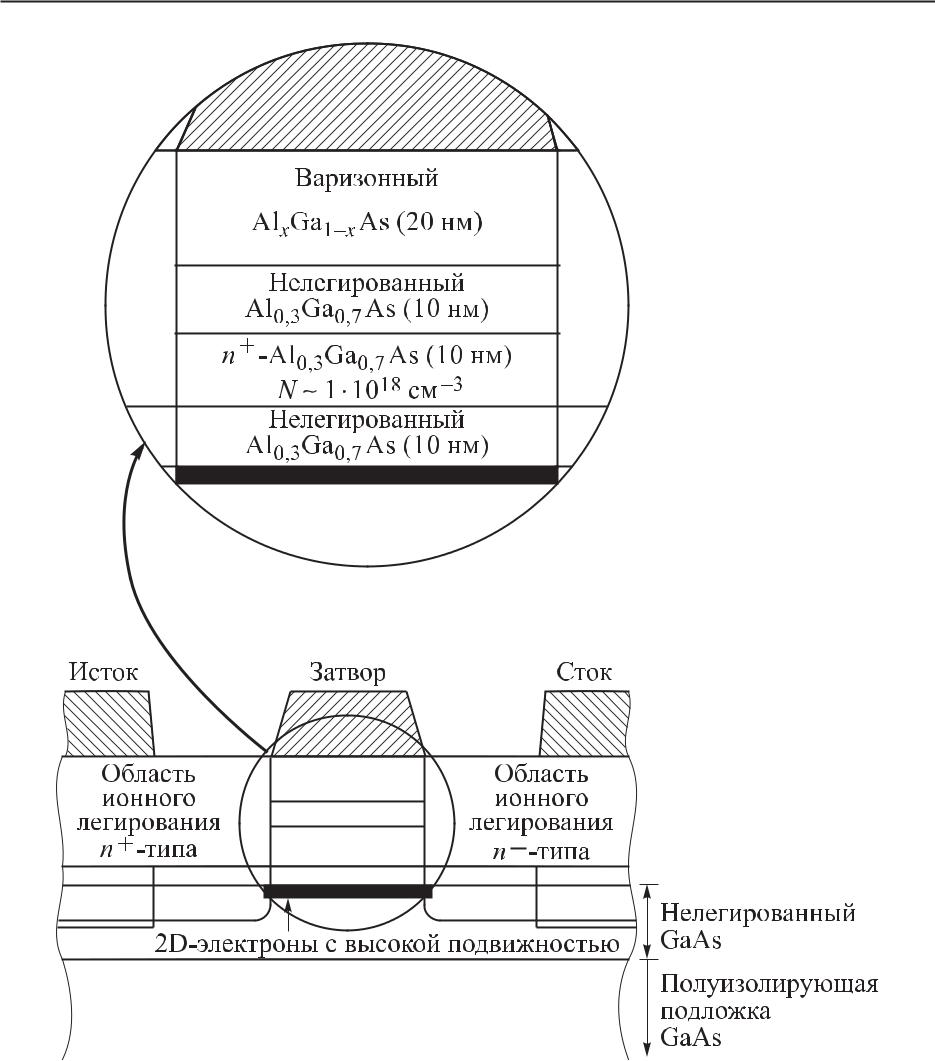 Варизонный
AlxGa1−xAs (20 нм)
Нелегированный
Al0,3Ga0,7As (10 нм)
n+-Al0,3Ga0,7As (10 нм)
N ~ 1·10^18 см^−3
Нелегированный
Al0,3Ga0,7As (10 нм)
Исток
Затвор
Сток
Область
ионного
легирования
n+-типа
Область
ионного
легирования
n−-типа
2D-электроны с высокой подвижностью
Нелегированный
GaAs
Полуизолирующая
подложка
GaAs